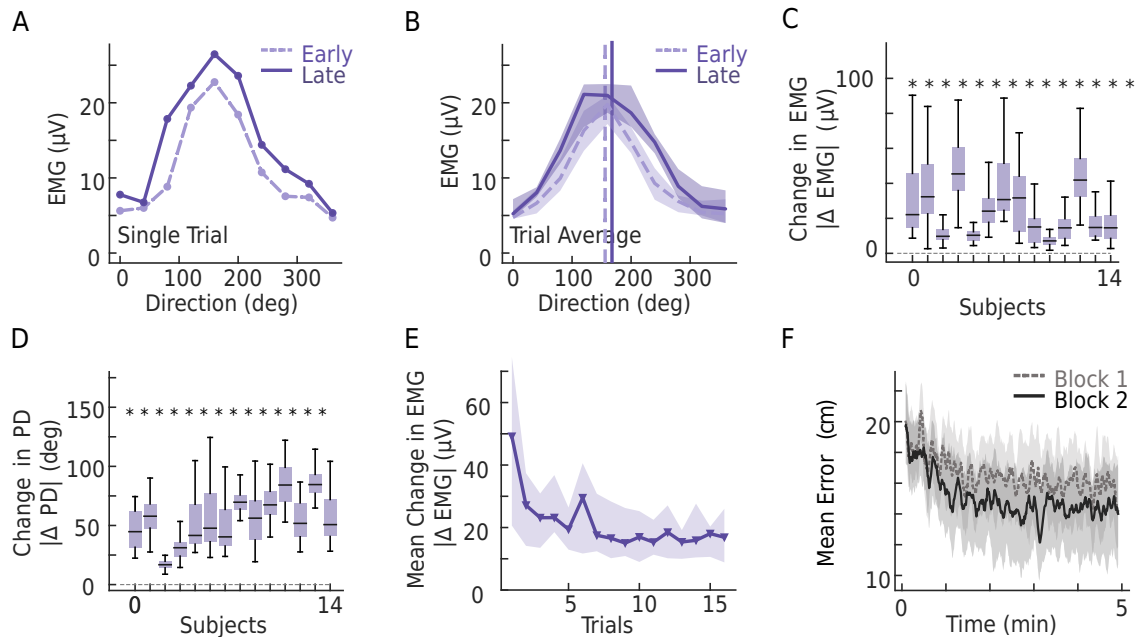 A
EMG (µV)
20
10
0
Early
Late
Single Trial
0 100 200 300
Direction (deg)
B
EMG (µV)
20
10
0
Early
Late
Trial Average
0 100 200 300
Direction (deg)
C
Change in EMG
|Δ EMG| (µV)
100
0
* * * * * * * * * * * * * *
0 14
Subjects
D
Change in PD
|Δ PD| (deg)
150
100
50
0
* * * * * * * * * * * * * *
0 14
Subjects
E
Mean Change in EMG
|Δ EMG| (µV)
60
40
20
0
5 10 15
Trials
F
Mean Error (cm)
20
10
Block 1
Block 2
0 5
Time (min)